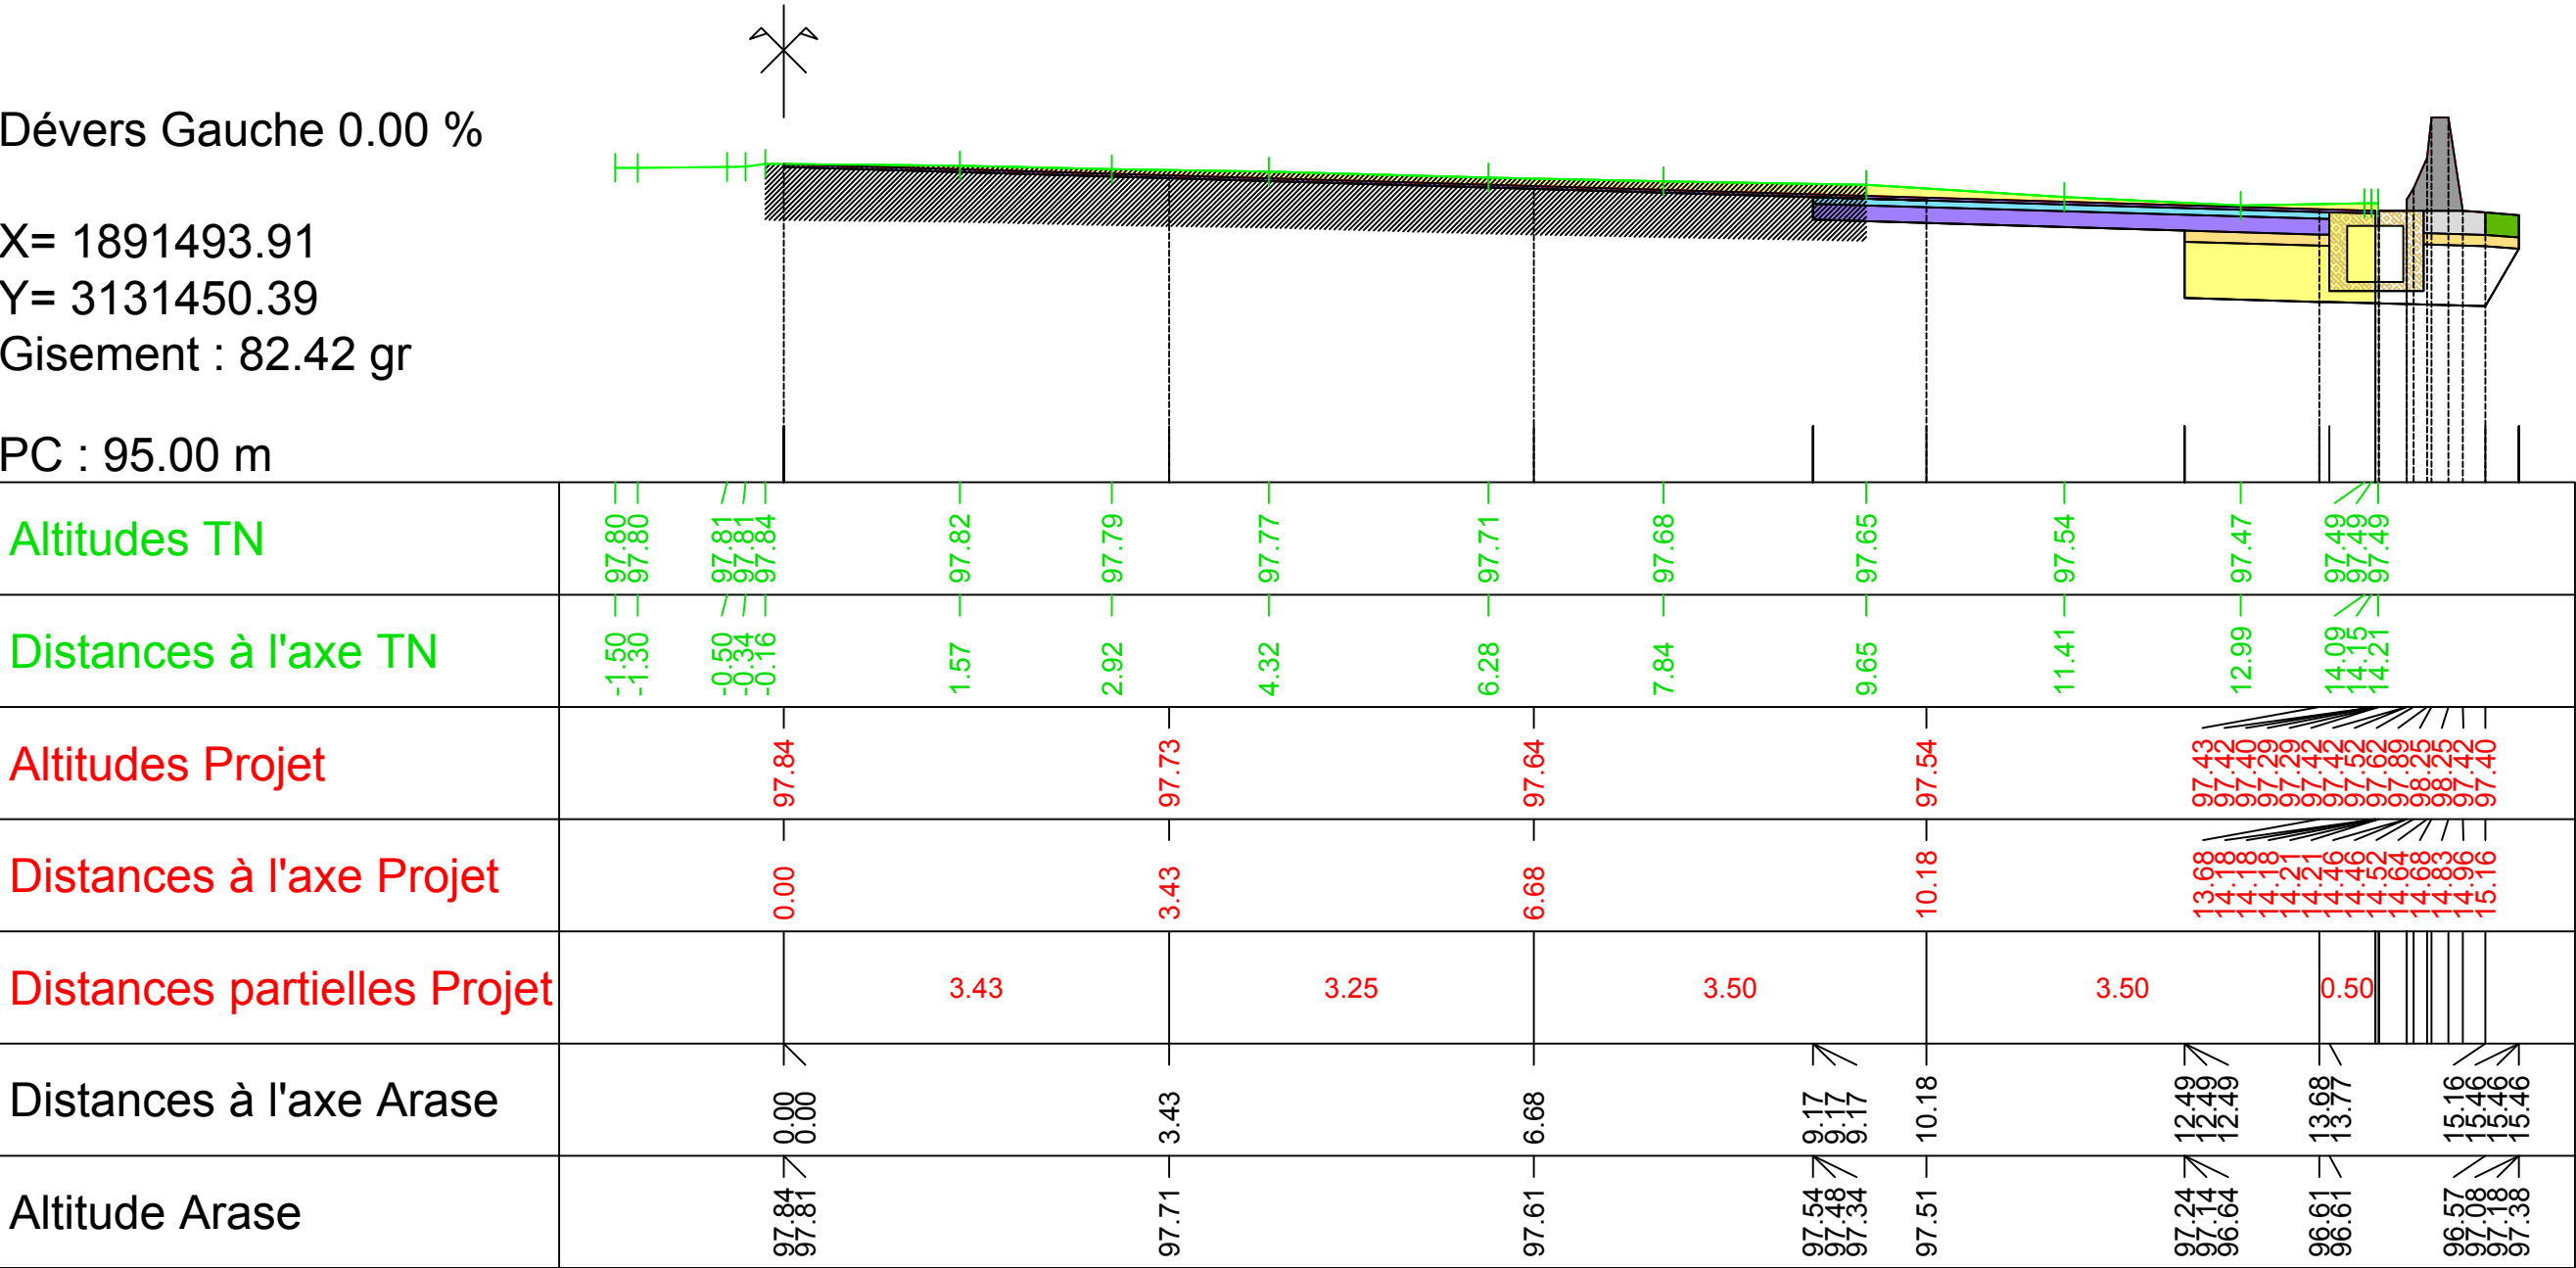 Dévers Gauche 0.00 %
X= 1891493.91
Y= 3131450.39
Gisement : 82.42 gr
PC : 95.00 m
Altitudes TN 97.80 97.80 97.81 97.81 97.84 97.82 97.79 97.77 97.71 97.68 97.65 97.54 97.47 97.49 97.49 97.49
Distances à l'axe TN -1.50 -1.30 -0.50 -0.34 -0.16 1.57 2.92 4.32 6.28 7.84 9.65 11.41 12.99 14.09 14.15 14.21
Altitudes Projet 97.84 97.73 97.64 97.54 97.43 97.42 97.40 97.29 97.29 97.42 97.42 97.52 97.62 97.89 98.25 98.25 97.42 97.40
Distances à l'axe Projet 0.00 3.43 6.68 10.18 13.68 14.18 14.18 14.18 14.21 14.21 14.46 14.46 14.52 14.64 14.68 14.83 14.96 15.16
Distances partielles Projet 3.43 3.25 3.50 3.50 0.50
Distances à l'axe Arase 0.00 0.00 3.43 6.68 9.17 9.17 9.17 10.18 12.49 12.49 12.49 13.68 13.77 15.16 15.46 15.46 15.46
Altitude Arase 97.84 97.81 97.71 97.61 97.54 97.48 97.34 97.51 97.24 97.14 96.64 96.61 96.61 96.57 97.08 97.18 97.38